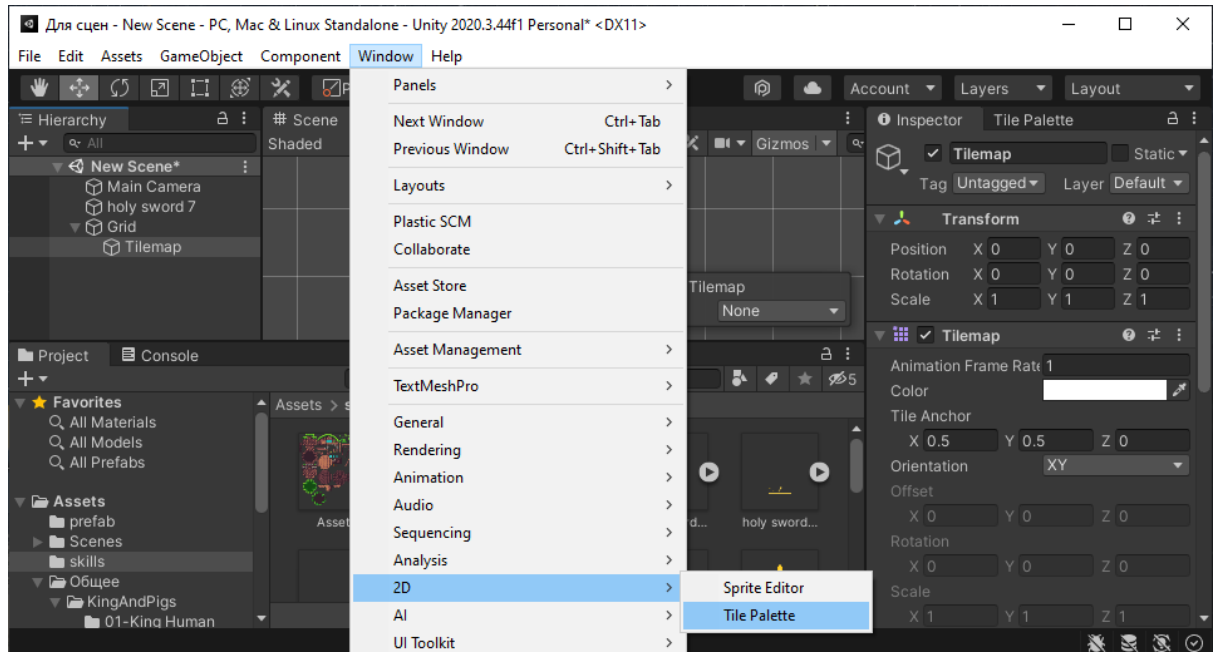 Для сцен - New Scene - PC, Mac & Linux Standalone - Unity 2020.3.44f1 Personal* <DX11>
File Edit Assets GameObject Component Window Help
Account Layers Layout
Hierarchy
All
New Scene*
Main Camera
holy sword 7
Grid
Tilemap
Scene
Shaded
Gizmos
Tilemap
None
Panels
Next Window Ctrl+Tab
Previous Window Ctrl+Shift+Tab
Layouts
Plastic SCM
Collaborate
Asset Store
Package Manager
Asset Management
TextMeshPro
General
Rendering
Animation
Audio
Sequencing
Analysis
2D
AI
UI Toolkit
Sprite Editor
Tile Palette
Project Console
5
Favorites
All Materials
All Models
All Prefabs
Assets
prefab
Scenes
skills
Общее
KingAndPigs
01-King Human
Assets >
Asset
holy sword...
Inspector Tile Palette
Tilemap Static
Tag Untagged Layer Default
Transform
Position X 0 Y 0 Z 0
Rotation X 0 Y 0 Z 0
Scale X 1 Y 1 Z 1
Tilemap
Animation Frame Rate 1
Color
Tile Anchor
X 0.5 Y 0.5 Z 0
Orientation XY
Offset
X 0 Y 0 Z 0
Rotation
X 0 Y 0 Z 0
Scale
X 1 Y 1 Z 1